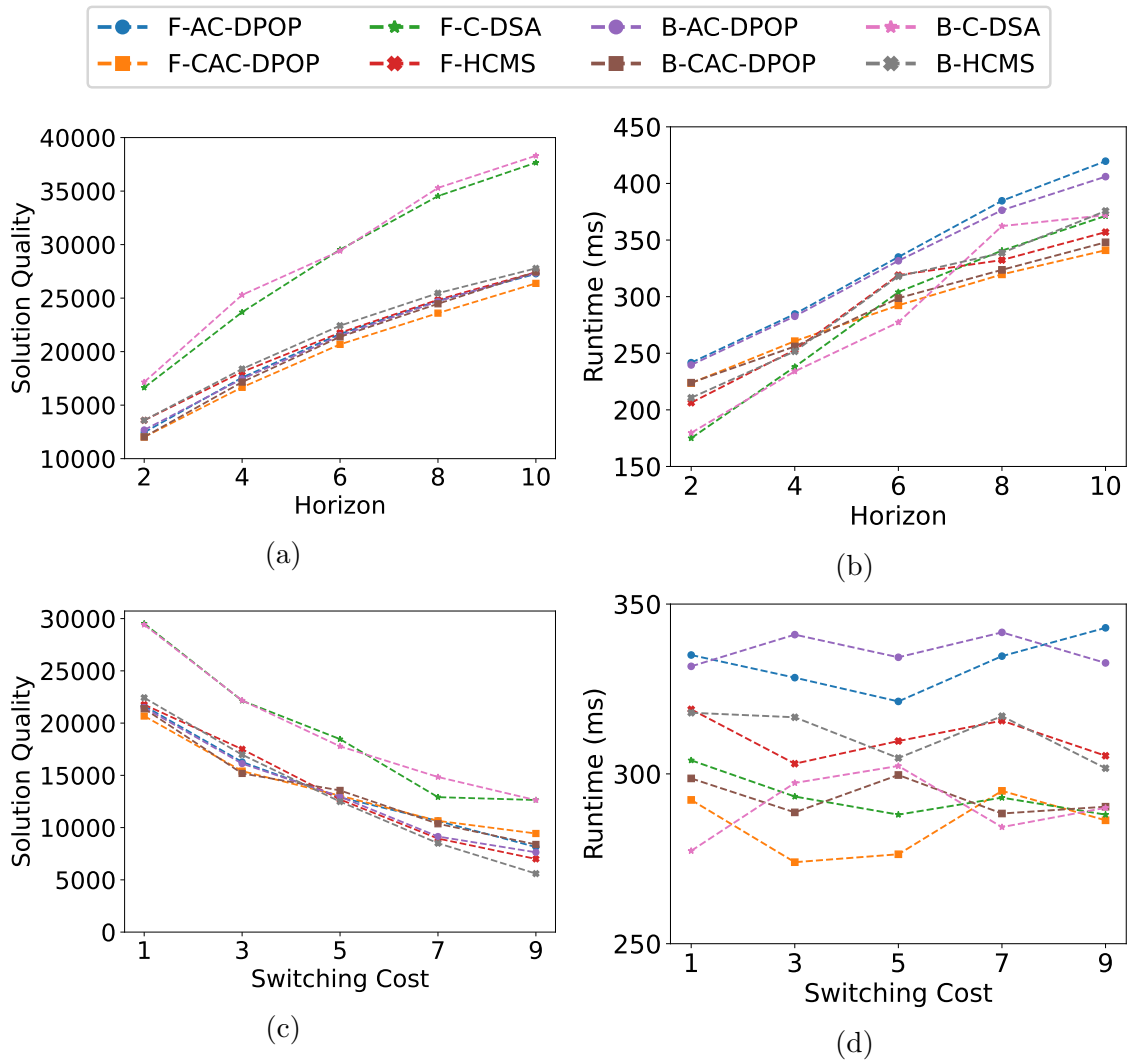 F-AC-DPOP F-C-DSA B-AC-DPOP B-C-DSA
F-CAC-DPOP F-HCMS B-CAC-DPOP B-HCMS
40000
35000
30000
25000
20000
15000
10000
Solution Quality
2 4 6 8 10
Horizon
(a)
450
400
350
300
250
200
150
Runtime (ms)
2 4 6 8 10
Horizon
(b)
30000
25000
20000
15000
10000
5000
0
Solution Quality
1 3 5 7 9
Switching Cost
(c)
350
300
250
Runtime (ms)
1 3 5 7 9
Switching Cost
(d)